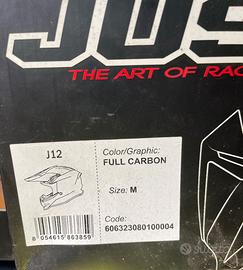 JUS
THE ART OF RAC
J12
Color/Graphic:
FULL CARBON
Size: M
Code:
606323080100004
8 054615 863859